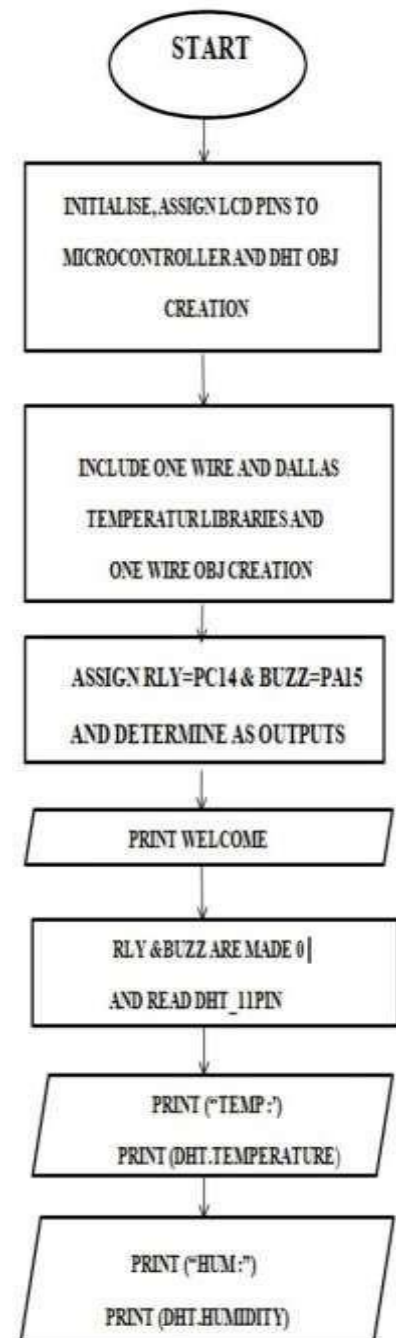 START
INITIALISE, ASSIGN LCD PINS TO
MICROCONTROLLER AND DHT OBJ
CREATION
INCLUDE ONE WIRE AND DALLAS
TEMPERATUR LIBRARIES AND
ONE WIRE OBJ CREATION
ASSIGN RLY=PC14 & BUZZ=PA15
AND DETERMINE AS OUTPUTS
PRINT WELCOME
RLY &BUZZ ARE MADE 0
AND READ DHT_11PIN
PRINT (“TEMP :’)
PRINT (DHT.TEMPERATURE)
PRINT (“HUM :”)
PRINT (DHT.HUMIDITY)